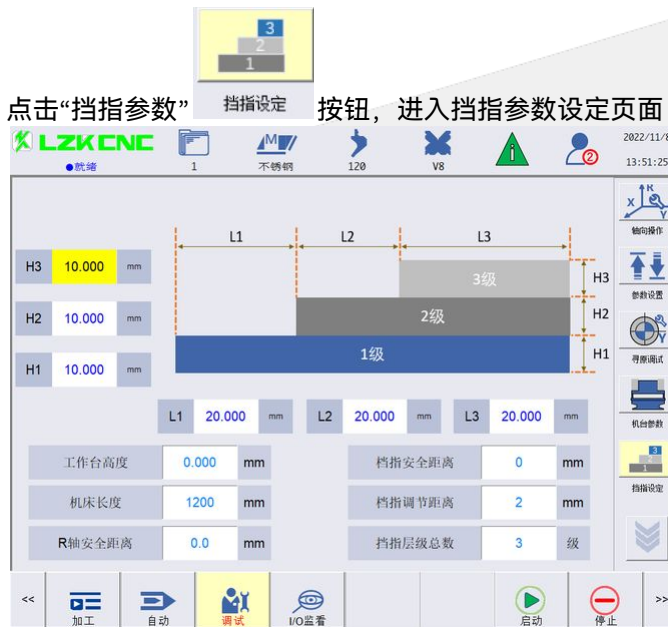 3
2
1
挡指设定
点击“挡指参数” 按钮，进入挡指参数设定页面
LZKCNC
●就绪
1
不锈钢
120
V8
2
2022/11/8
13:51:25
L1 L2 L3
H3 10.000 mm
3级 H3
H2 10.000 mm
2级 H2
H1 10.000 mm
1级 H1
L1 20.000 mm L2 20.000 mm L3 20.000 mm
工作台高度 0.000 mm 档指安全距离 0 mm
机床长度 1200 mm 档指调节距离 2 mm
R轴安全距离 0.0 mm 挡指层级总数 3 级
X R Y
轴向操作
参数设置
寻原调试
机台参数
3
2
1
挡指设定
<< 加工 自动 调试 I/O监看 启动 停止 >>